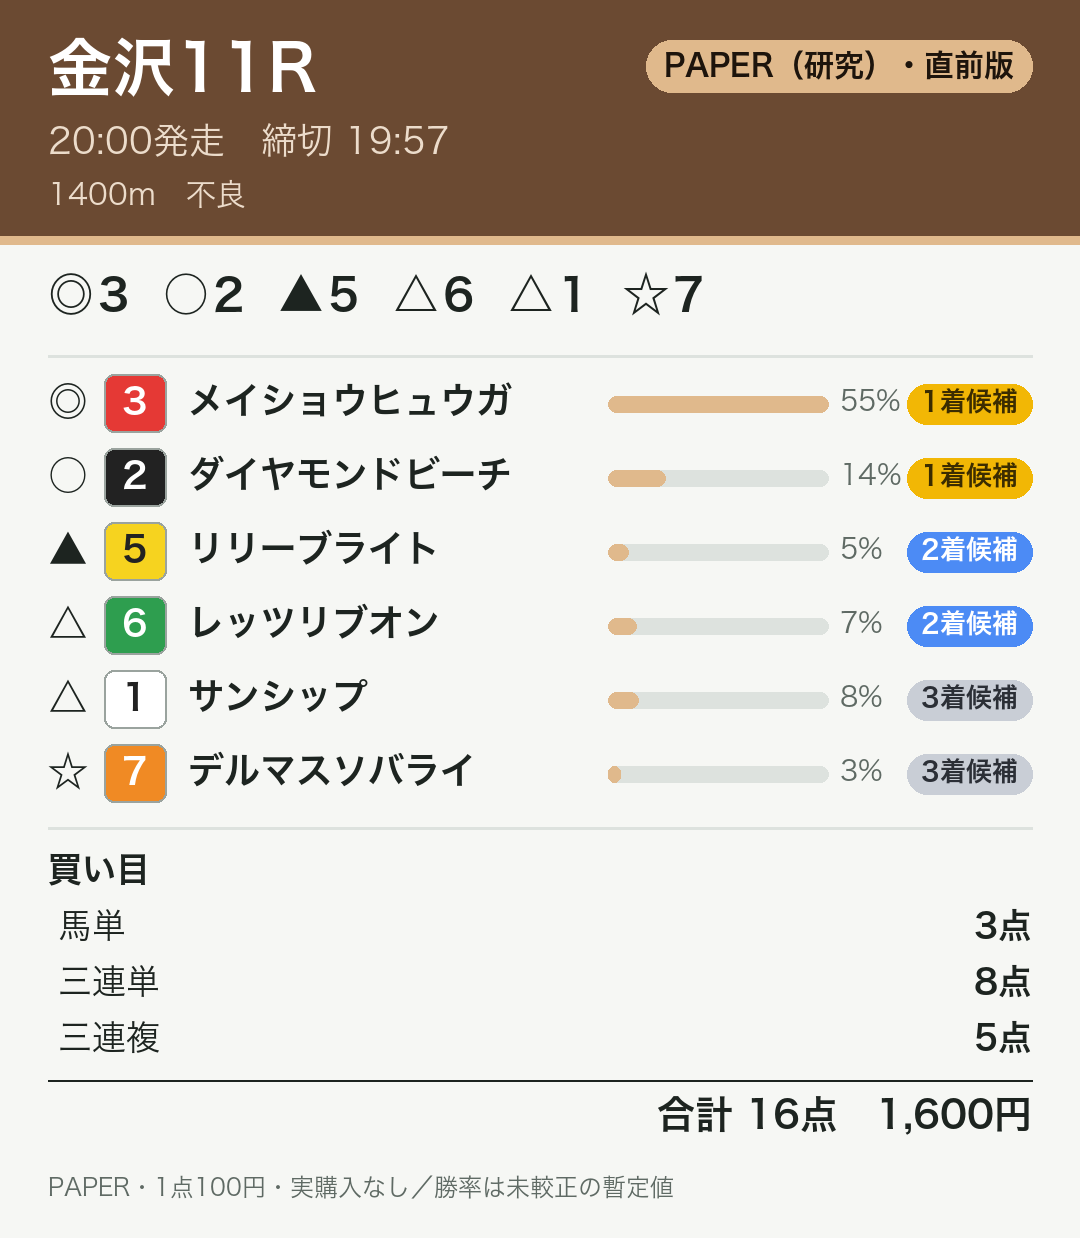 金沢11R
PAPER（研究）・直前版
20:00発走　締切 19:57
1400m　不良
◎3 ○2 ▲5 △6 △1 ☆7
◎ 3 メイショウヒュウガ 55% 1着候補
○ 2 ダイヤモンドビーチ 14% 1着候補
▲ 5 リリーブライト 5% 2着候補
△ 6 レッツリブオン 7% 2着候補
△ 1 サンシップ 8% 3着候補
☆ 7 デルマスソバライ 3% 3着候補
買い目
馬単 3点
三連単 8点
三連複 5点
合計 16点　1,600円
PAPER・1点100円・実購入なし／勝率は未較正の暫定値